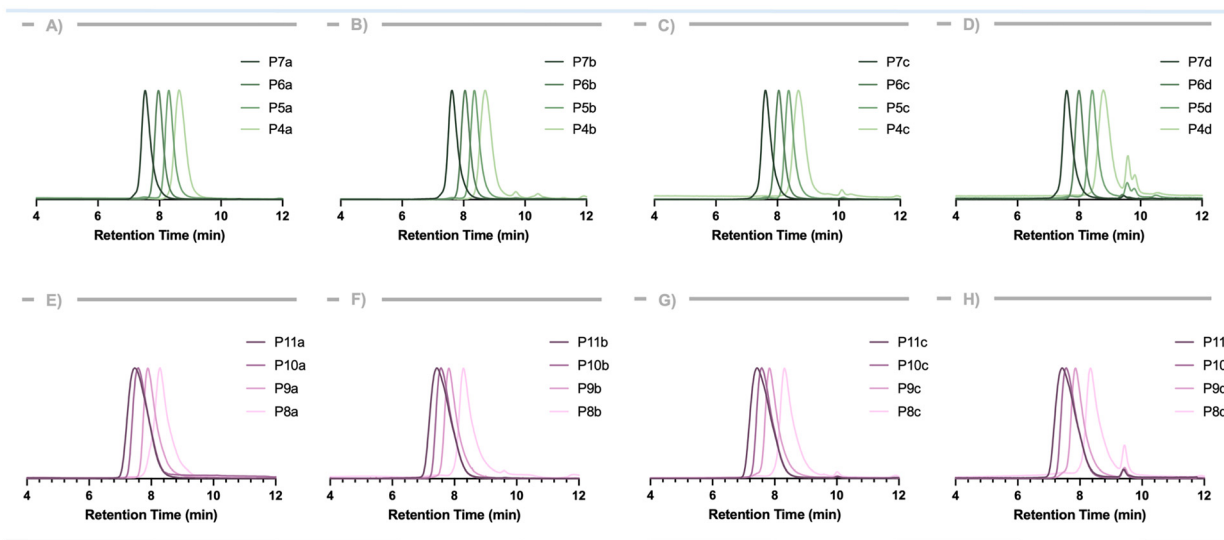 A)
B)
C)
D)
P7a
P6a
P5a
P4a
P7b
P6b
P5b
P4b
P7c
P6c
P5c
P4c
P7d
P6d
P5d
P4d
4 6 8 10 12
4 6 8 10 12
4 6 8 10 12
4 6 8 10 12
Retention Time (min)
Retention Time (min)
Retention Time (min)
Retention Time (min)
E)
F)
G)
H)
P11a
P10a
P9a
P8a
P11b
P10b
P9b
P8b
P11c
P10c
P9c
P8c
P11
P10
P9d
P8d
4 6 8 10 12
4 6 8 10 12
4 6 8 10 12
4 6 8 10 12
Retention Time (min)
Retention Time (min)
Retention Time (min)
Retention Time (min)